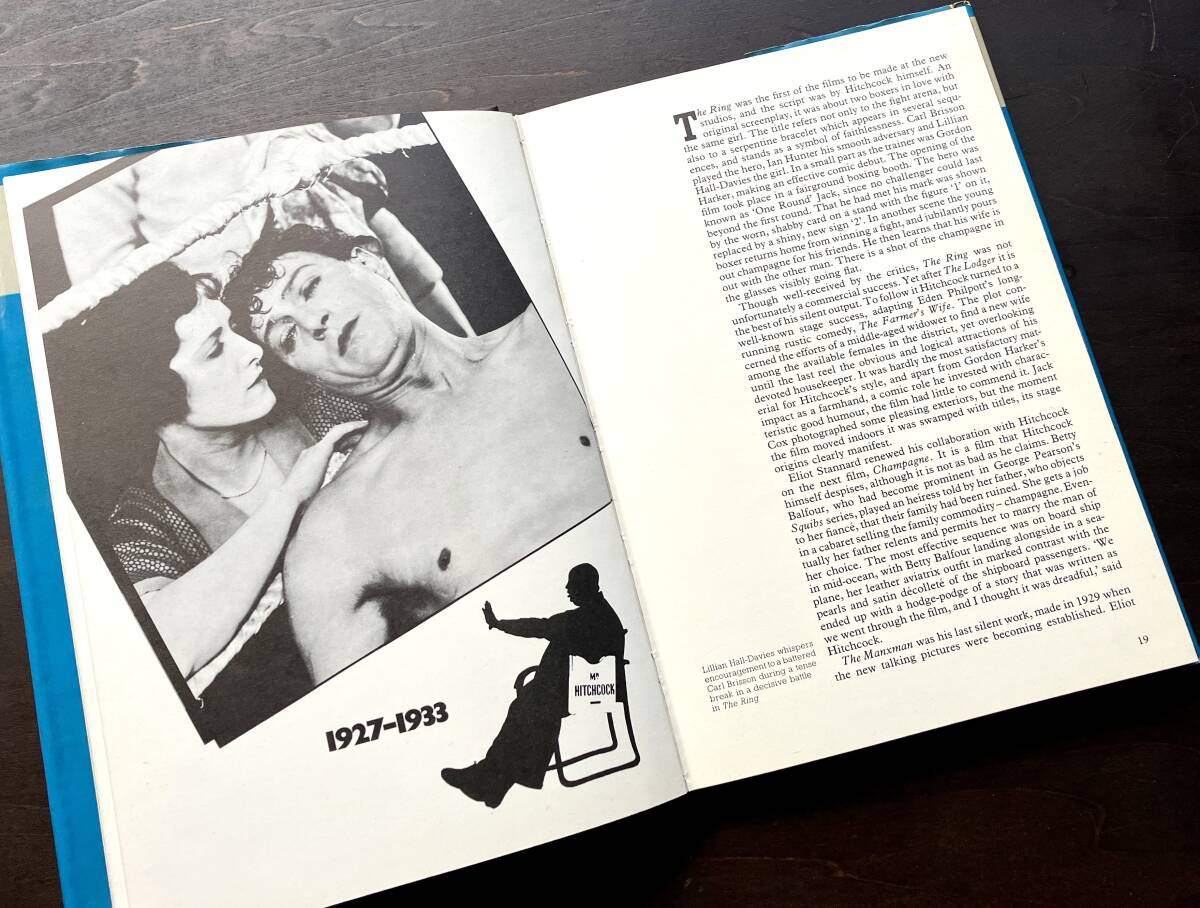 1927–1933
Mr
HITCHCOCK
The Ring was the first of the films to be made at the new
studios, and the script was by Hitchcock himself. An
original screenplay, it was about two boxers in love with
the same girl. The title refers not only to the fight arena, but
also to a serpentine bracelet which appears in several sequ-
ences, and stands as a symbol of faithlessness. Carl Brisson
played the hero, Ian Hunter his smooth adversary and Lillian
Hall-Davies the girl. In a small part as the trainer was Gordon
Harker, making an effective comic debut. The opening of the
film took place in a fairground boxing booth. The hero was
known as 'One Round' Jack, since no challenger could last
beyond the first round. That he had met his mark was shown
by the worn, shabby card on a stand with the figure '1' on it,
replaced by a shiny, new sign '2'. In another scene the young
boxer returns home from winning a fight, and jubilantly pours
out champagne for his friends. He then learns that his wife is
out with the other man. There is a shot of the champagne in
the glasses visibly going flat.
Though well-received by the critics, The Ring was not
unfortunately a commercial success. Yet after The Lodger it is
the best of his silent output. To follow it Hitchcock turned to a
well-known stage success, adapting Eden Philpott's long-
running rustic comedy, The Farmer's Wife. The plot con-
cerned the efforts of a middle-aged widower to find a new wife
among the available females in the district, yet overlooking
until the last reel the obvious and logical attractions of his
devoted housekeeper. It was hardly the most satisfactory mat-
erial for Hitchcock's style, and apart from Gordon Harker's
impact as a farmhand, a comic role he invested with charac-
teristic good humour, the film had little to commend it. Jack
Cox photographed some pleasing exteriors, but the moment
the film moved indoors it was swamped with titles, its stage
origins clearly manifest.
Eliot Stannard renewed his collaboration with Hitchcock
on the next film, Champagne. It is a film that Hitchcock
himself despises, although it is not as bad as he claims. Betty
Balfour, who had become prominent in George Pearson's
Squibs series, played an heiress told by her father, who objects
to her fiancé, that their family had been ruined. She gets a job
in a cabaret selling the family commodity – champagne. Even-
tually her father relents and permits her to marry the man of
her choice. The most effective sequence was on board ship
in mid-ocean, with Betty Balfour landing alongside in a sea-
plane, her leather aviatrix outfit in marked contrast with the
pearls and satin décolleté of the shipboard passengers. 'We
ended up with a hodge-podge of a story that was written as
we went through the film, and I thought it was dreadful,' said
Hitchcock.
The Manxman was his last silent work, made in 1929 when
the new talking pictures were becoming established. Eliot
Lillian Hall-Davies whispers
encouragement to a battered
Carl Brisson during a tense
break in a decisive battle
in The Ring
19